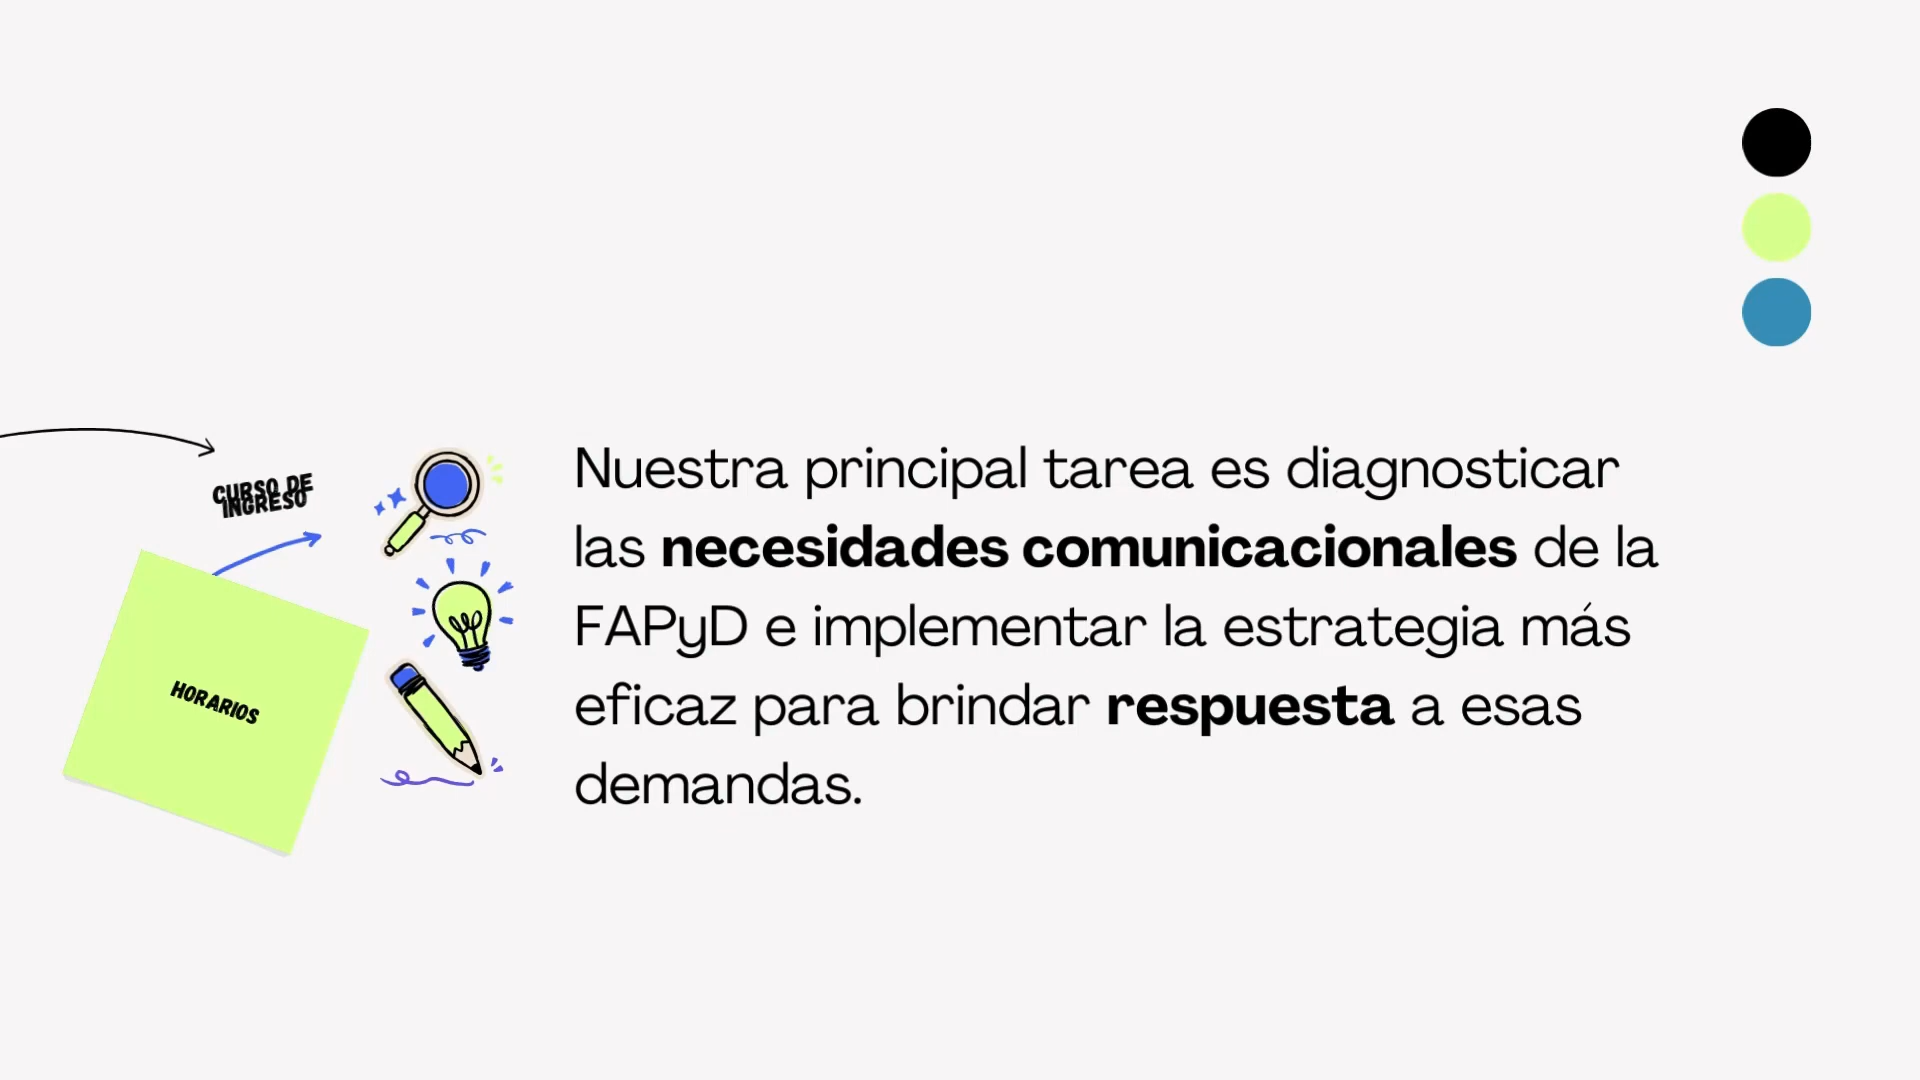 CURSO DE
INGRESO
HORARIOS
Nuestra principal tarea es diagnosticar
las necesidades comunicacionales de la
FAPyD e implementar la estrategia más
eficaz para brindar respuesta a esas
demandas.